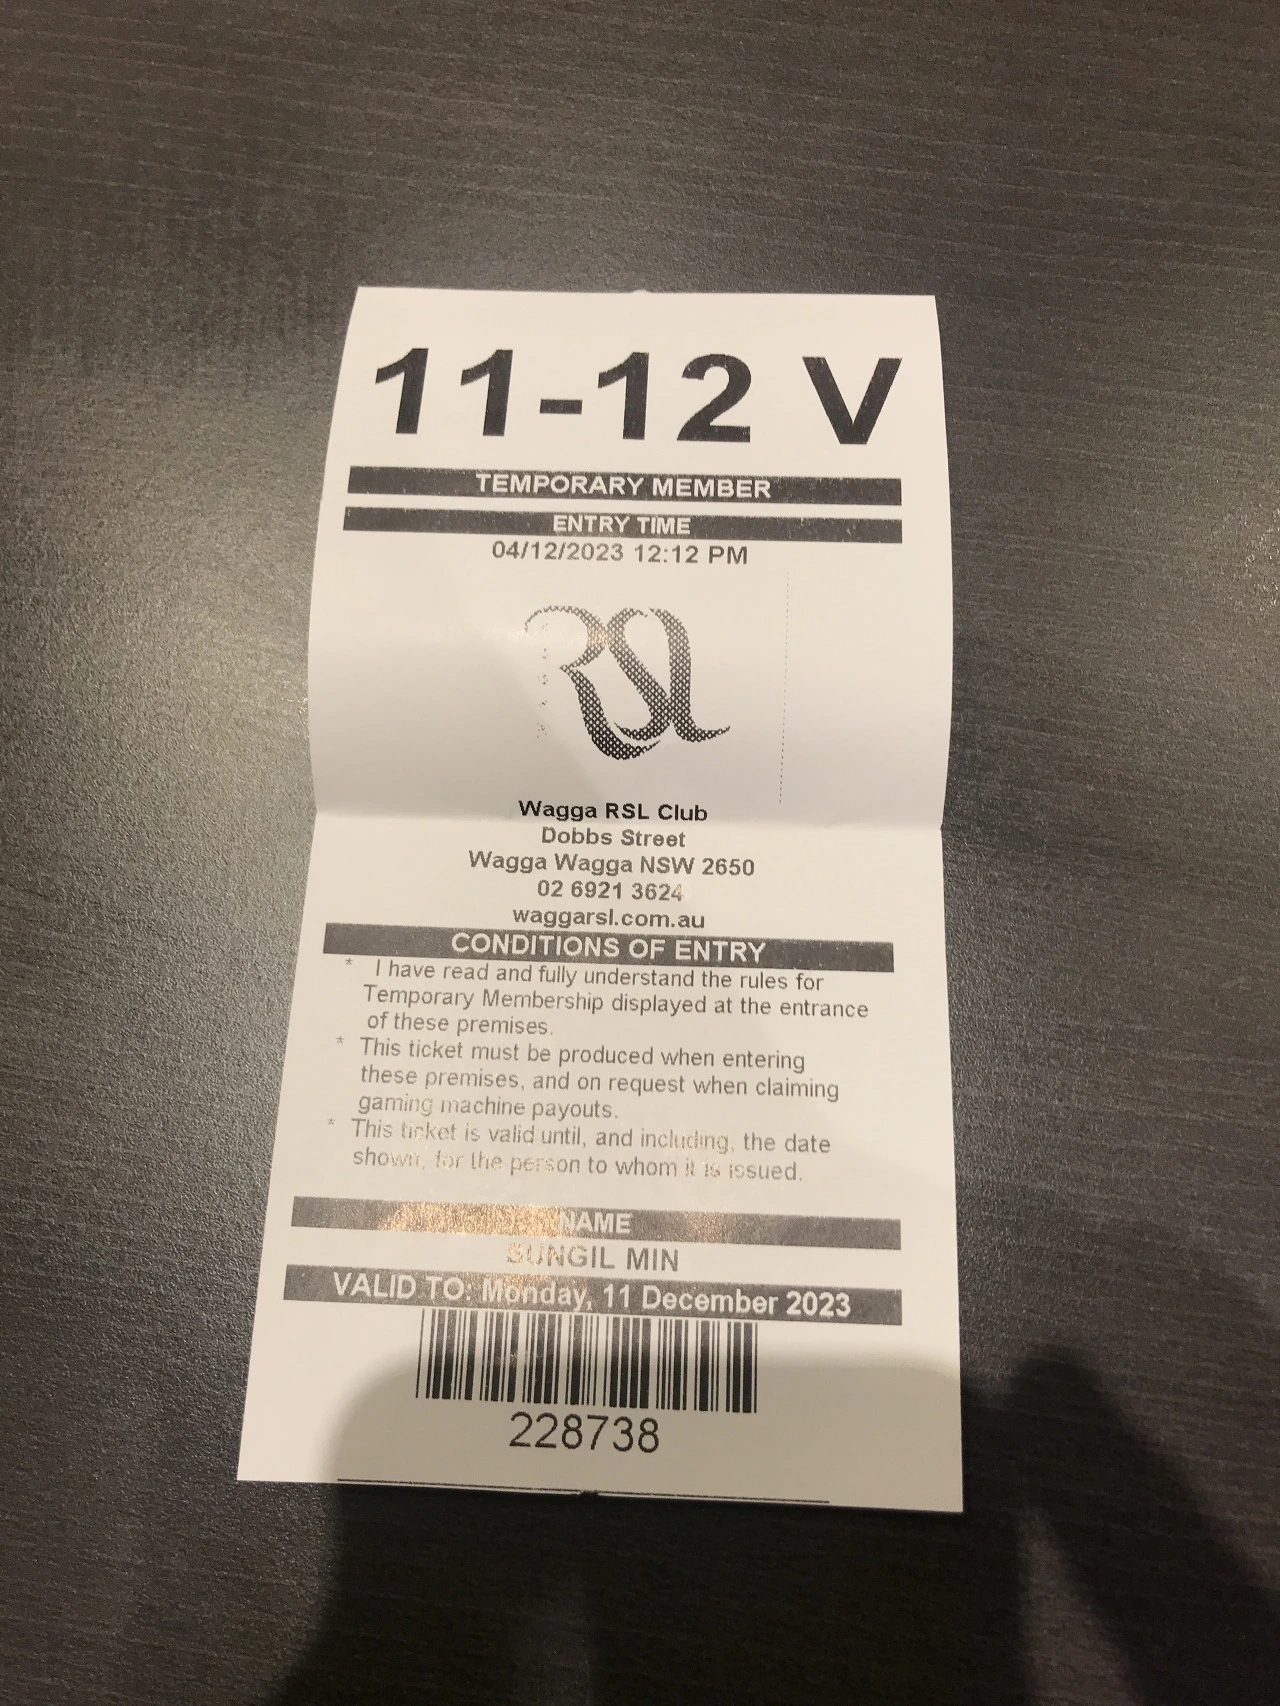 11-12 V
TEMPORARY MEMBER
ENTRY TIME
04/12/2023 12:12 PM
RSL
Wagga RSL Club
Dobbs Street
Wagga Wagga NSW 2650
02 6921 3624
waggarsl.com.au
CONDITIONS OF ENTRY
* I have read and fully understand the rules for
Temporary Membership displayed at the entrance
of these premises.
* This ticket must be produced when entering
these premises, and on request when claiming
gaming machine payouts.
* This ticket is valid until, and including, the date
shown, for the person to whom it is issued.
NAME
SUNGIL MIN
VALID TO: Monday, 11 December 2023
228738